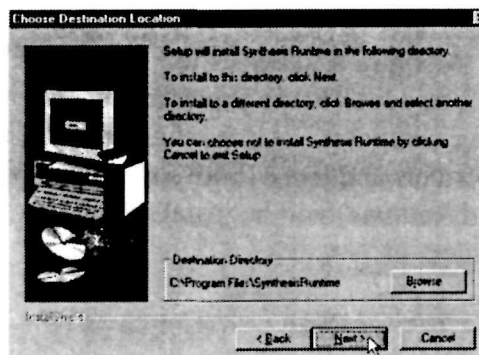 Choose Destination Location
Setup will install Synthesis Runtime in the following directory.
To install to this directory, click Next.
To install to a different directory, click Browse and select another
directory.
You can choose not to install Synthesis Runtime by clicking
Cancel to exit Setup
Destination Directory
C:\Program Files\SynthesisRuntime
Browse
InstallShield
< Back
Next >
Cancel